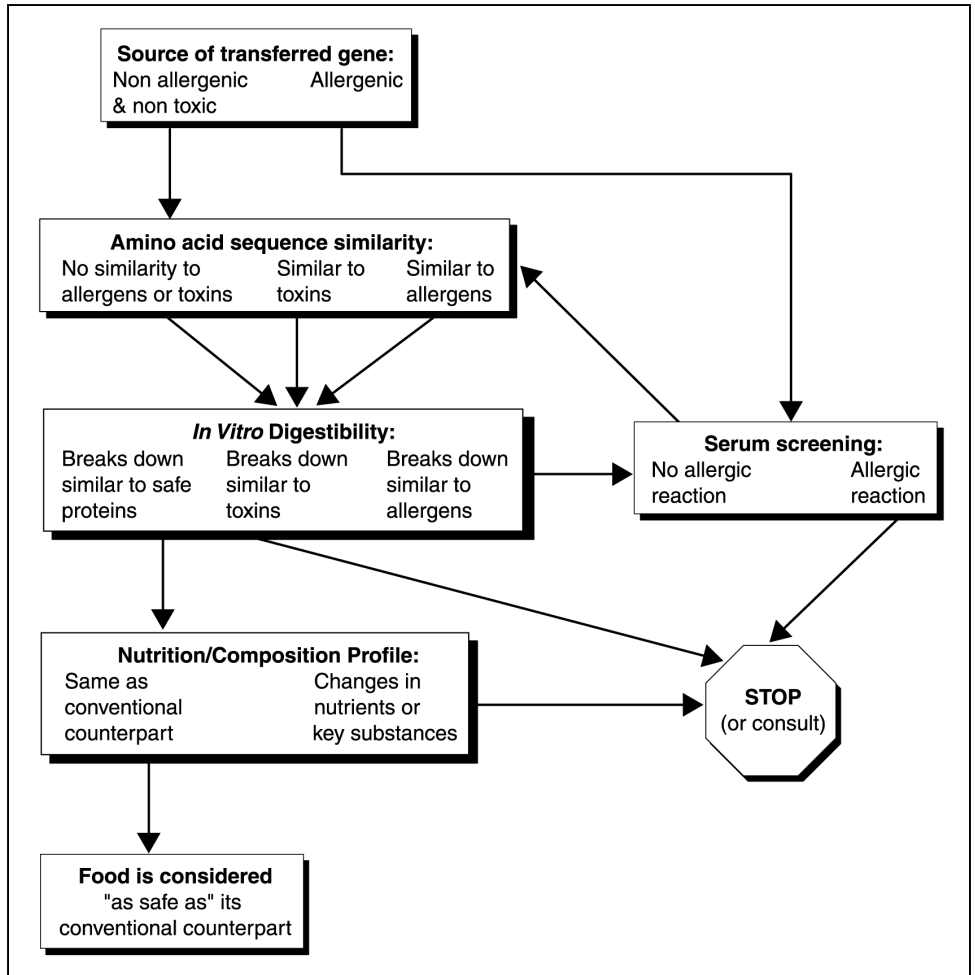 Source of transferred gene:
Non allergenic Allergenic
& non toxic
Amino acid sequence similarity:
No similarity to Similar to Similar to
allergens or toxins toxins allergens
In Vitro Digestibility:
Breaks down Breaks down Breaks down
similar to safe similar to similar to
proteins toxins allergens
Serum screening:
No allergic Allergic
reaction reaction
Nutrition/Composition Profile:
Same as Changes in
conventional nutrients or
counterpart key substances
STOP
(or consult)
Food is considered
"as safe as" its
conventional counterpart